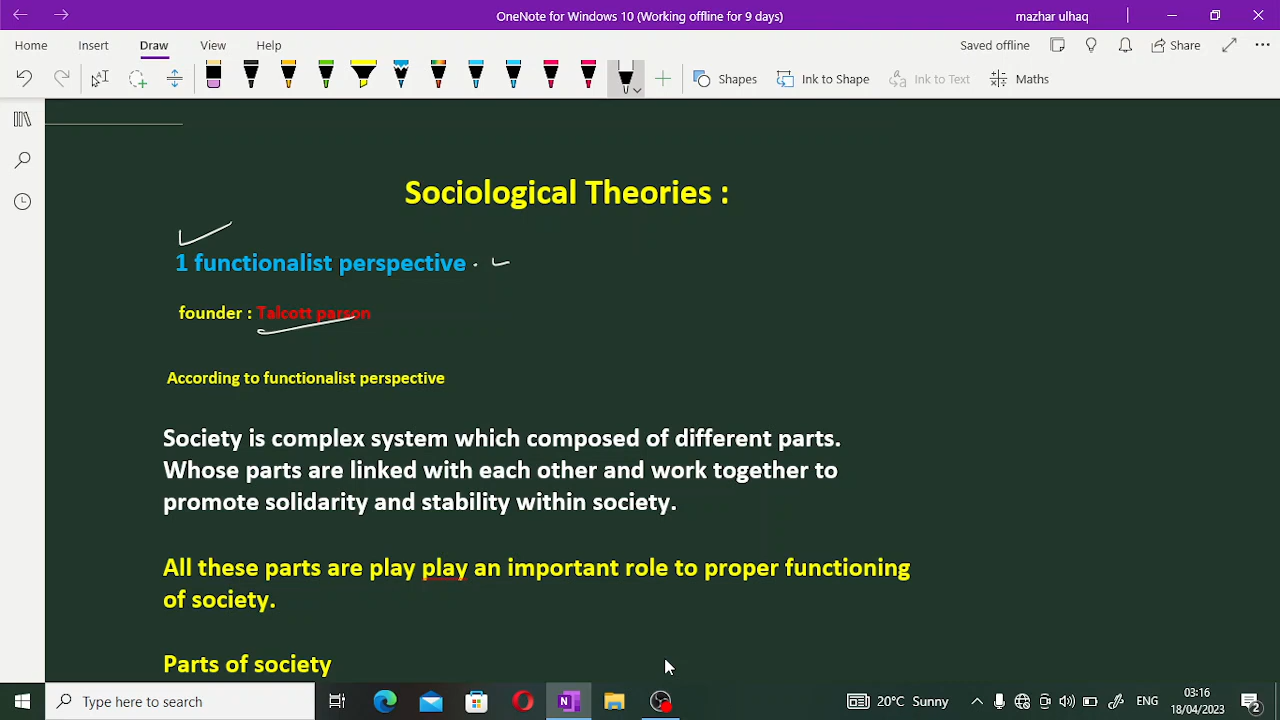 OneNote for Windows 10 (Working offline for 9 days)
mazhar ulhaq
Home Insert Draw View Help
Saved offline
Share
Shapes
Ink to Shape
Ink to Text
Maths
Sociological Theories :
1 functionalist perspective .
founder : Talcott parson
According to functionalist perspective
Society is complex system which composed of different parts.
Whose parts are linked with each other and work together to
promote solidarity and stability within society.
All these parts are play play an important role to proper functioning
of society.
Parts of society
Type here to search
20°C Sunny
ENG
03:16
18/04/2023
2